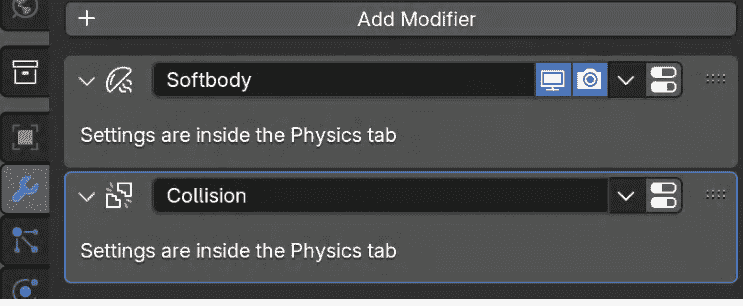 Add Modifier
Softbody
Settings are inside the Physics tab
Collision
Settings are inside the Physics tab